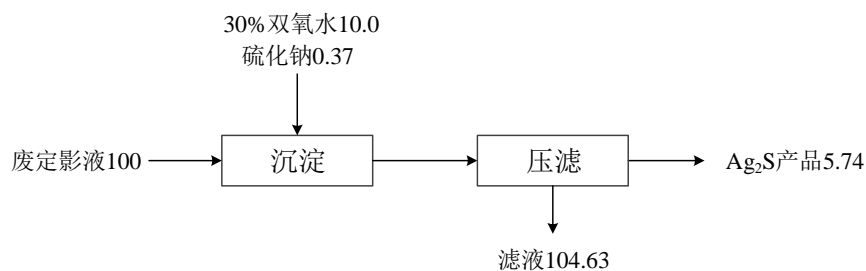 30%双氧水10.0
硫化钠0.37
废定影液100
沉淀
压滤
Ag₂S产品5.74
滤液104.63